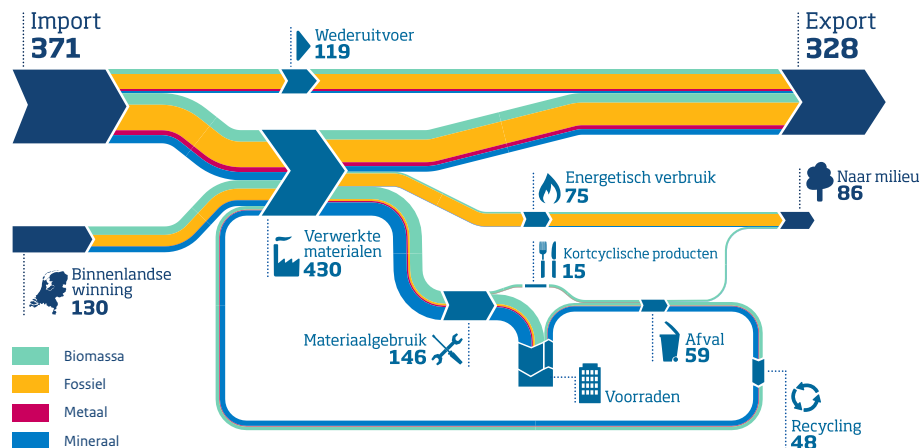 Import
371
Wederuitvoer
119
Export
328
Energetisch verbruik
75
Naar milieu
86
Kortcyclische producten
15
Verwerkte
materialen
430
Binnenlandse
winning
130
Materiaalgebruik
146
Afval
59
Voorraden
Recycling
48
Biomassa
Fossiel
Metaal
Mineraal